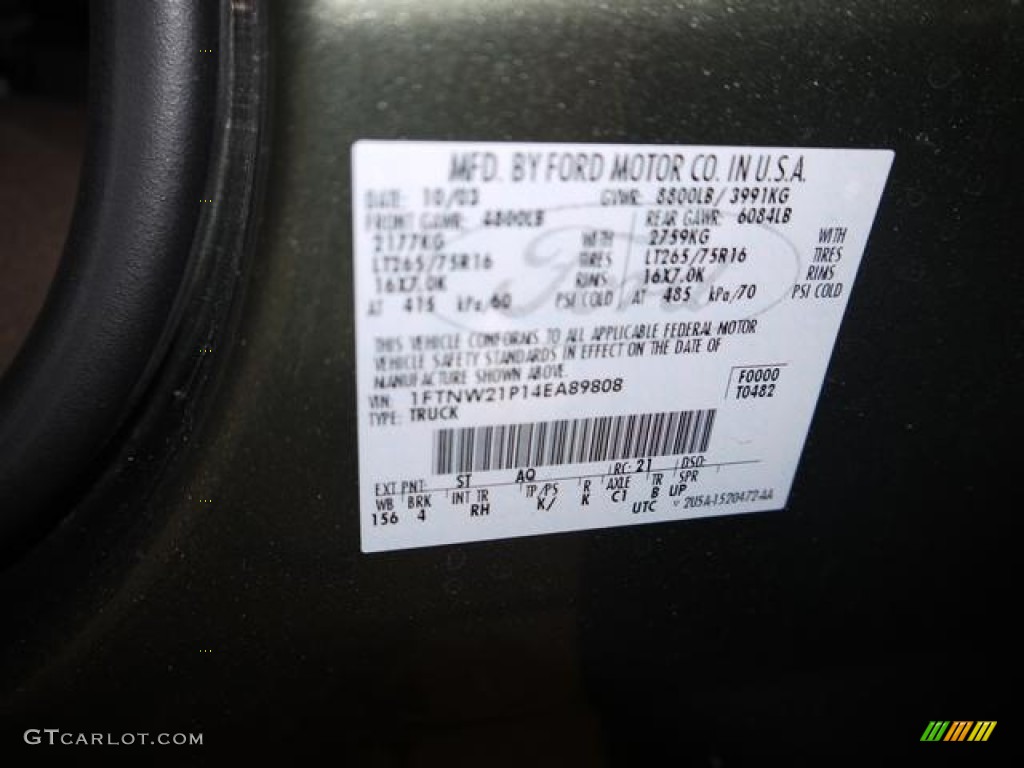 MFD. BY FORD MOTOR CO. IN U.S.A.
DATE: 10/03 GVWR: 8800LB/ 3991KG
FRONT GAWR: 4800LB REAR GAWR: 6084LB
2177KG WITH 2759KG WITH
LT265/75R16 TIRES LT265/75R16 TIRES
16X7.0K RIMS 16X7.0K RIMS
AT 415 kPa/60 PSI COLD AT 485 kPa/70 PSI COLD
THIS VEHICLE CONFORMS TO ALL APPLICABLE FEDERAL MOTOR
VEHICLE SAFETY STANDARDS IN EFFECT ON THE DATE OF
MANUFACTURE SHOWN ABOVE.
VIN: 1FTNW21P14EA89808
TYPE: TRUCK
F0000
T0482
Ford
EXT PNT: ST AQ RC: 21 DSO:
WB BRK INT TR TP/PS R AXLE TR SPR
156 4 RH K/ K C1 B UP
UTC
2U5A-1520472-AA
GTCARLOT.COM